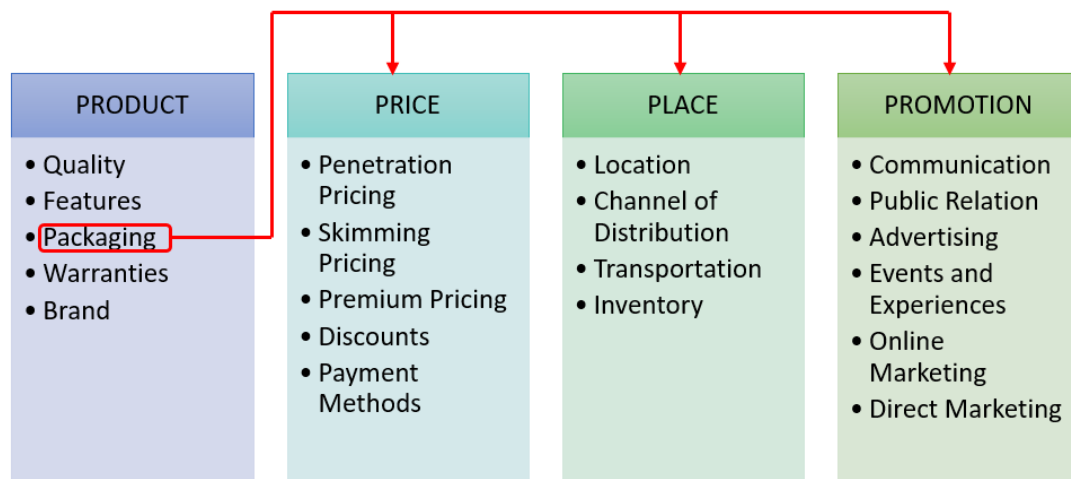 PRODUCT
• Quality
• Features
• Packaging
• Warranties
• Brand
PRICE
• Penetration
Pricing
• Skimming
Pricing
• Premium Pricing
• Discounts
• Payment
Methods
PLACE
• Location
• Channel of
Distribution
• Transportation
• Inventory
PROMOTION
• Communication
• Public Relation
• Advertising
• Events and
Experiences
• Online
Marketing
• Direct Marketing